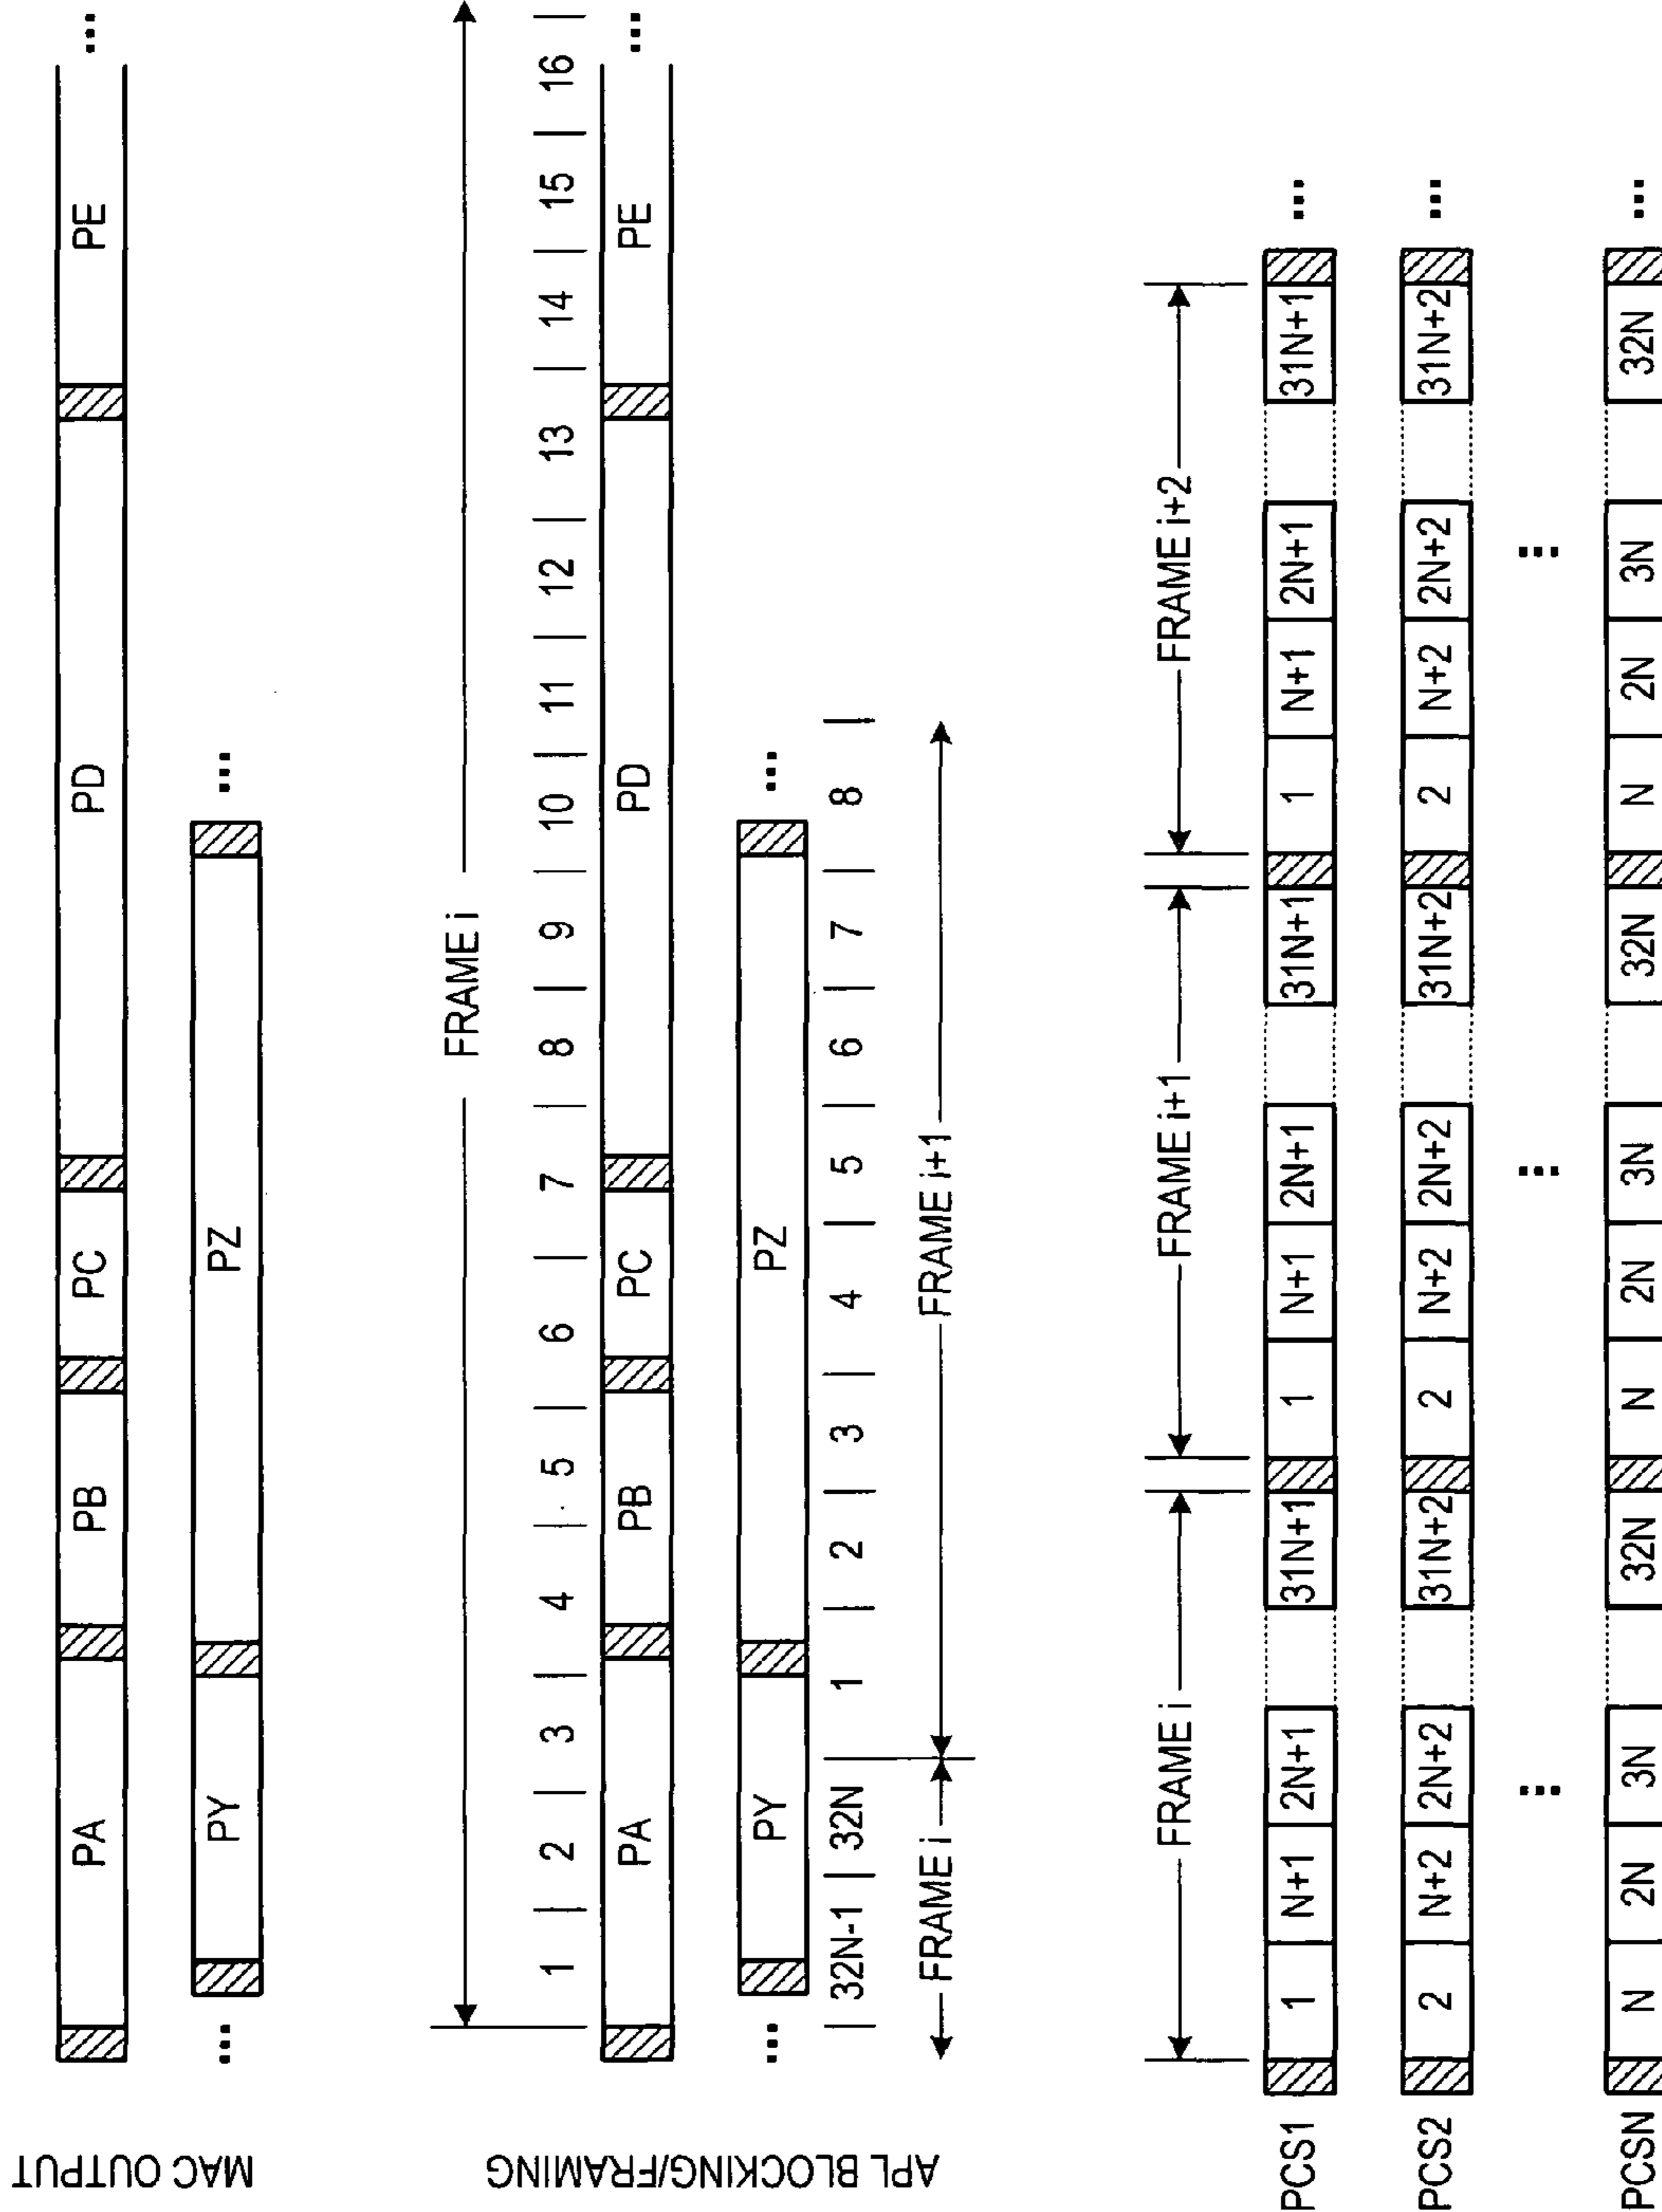 MAC OUTPUT
PA PB PC PD PE ...
... PY PZ ...
APL BLOCKING/FRAMING
FRAME i
1 2 3 4 5 6 7 8 9 10 11 12 13 14 15 16
PA PB PC PD PE ...
... PY PZ ...
32N-1 32N 1 2 3 4 5 6 7 8
FRAME i FRAME i+1
FRAME i FRAME i+1 FRAME i+2
PCS1 1 N+1 2N+1 31N+1 1 N+1 2N+1 31N+1 1 N+1 2N+1 31N+1 ...
PCS2 2 N+2 2N+2 31N+2 2 N+2 2N+2 31N+2 2 N+2 2N+2 31N+2 ...
... ... ...
PCSN N 2N 3N 32N N 2N 3N 32N N 2N 3N 32N ...